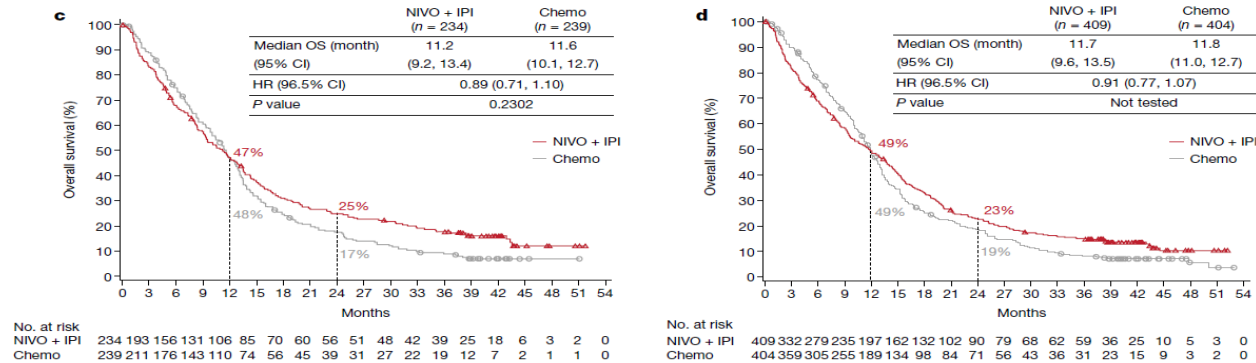 c
NIVO + IPI Chemo
(n = 234) (n = 239)
Median OS (month) 11.2 11.6
(95% CI) (9.2, 13.4) (10.1, 12.7)
HR (96.5% CI) 0.89 (0.71, 1.10)
P value 0.2302
Overall survival (%)
100
90
80
70
60
50
40
30
20
10
0
NIVO + IPI
Chemo
47%
48%
25%
17%
0 3 6 9 12 15 18 21 24 27 30 33 36 39 42 45 48 51 54
Months
No. at risk
NIVO + IPI 234 193 156 131 106 85 70 60 56 51 48 42 39 25 18 6 3 2 0
Chemo 239 211 176 143 110 74 56 45 39 31 27 22 19 12 7 2 1 1 0
d
NIVO + IPI Chemo
(n = 409) (n = 404)
Median OS (month) 11.7 11.8
(95% CI) (9.6, 13.5) (11.0, 12.7)
HR (96.5% CI) 0.91 (0.77, 1.07)
P value Not tested
Overall survival (%)
100
90
80
70
60
50
40
30
20
10
0
NIVO + IPI
Chemo
49%
49%
23%
19%
0 3 6 9 12 15 18 21 24 27 30 33 36 39 42 45 48 51 54
Months
No. at risk
NIVO + IPI 409 332 279 235 197 162 132 102 90 79 68 62 59 36 25 10 5 3 0
Chemo 404 359 305 255 189 134 98 84 71 56 43 36 31 23 15 9 2 2 0